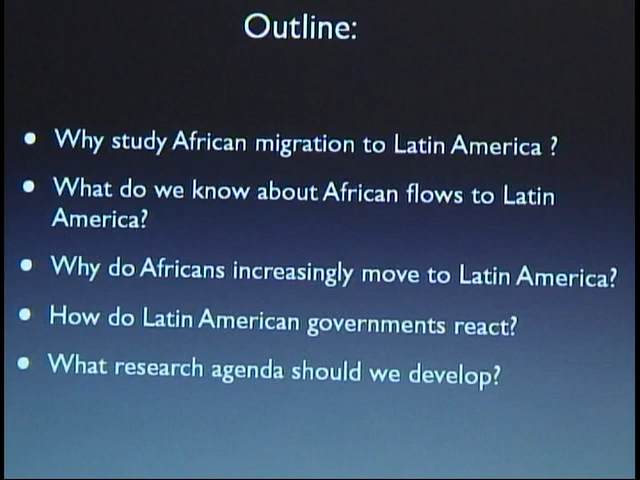 Outline:
• Why study African migration to Latin America ?
• What do we know about African flows to Latin
America?
• Why do Africans increasingly move to Latin America?
• How do Latin American governments react?
• What research agenda should we develop?